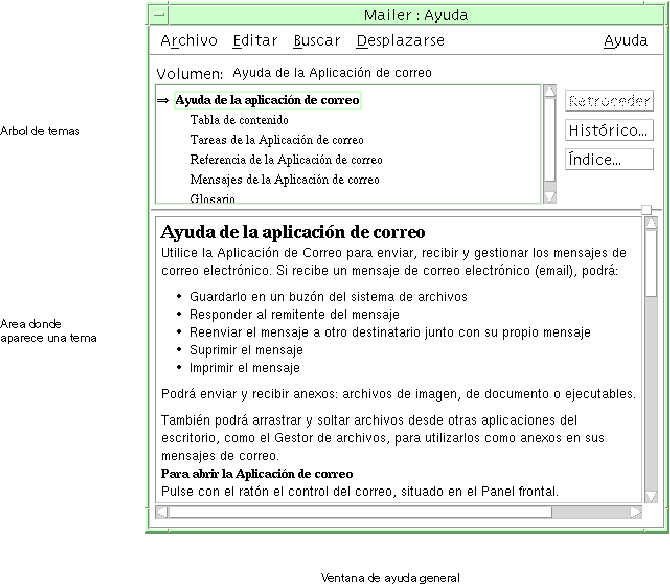 Mailer : Ayuda
Archivo Editar Buscar Desplazarse Ayuda
Volumen: Ayuda de la Aplicación de correo
⇒ Ayuda de la aplicación de correo
Tabla de contenido
Tareas de la Aplicación de correo
Referencia de la Aplicación de correo
Mensajes de la Aplicación de correo
Glosario
Retroceder
Histórico...
Índice...
Arbol de temas
Ayuda de la aplicación de correo
Utilice la Aplicación de Correo para enviar, recibir y gestionar los mensajes de
correo electrónico. Si recibe un mensaje de correo electrónico (email), podrá:
• Guardarlo en un buzón del sistema de archivos
• Responder al remitente del mensaje
• Reenviar el mensaje a otro destinatario junto con su propio mensaje
• Suprimir el mensaje
• Imprimir el mensaje
Podrá enviar y recibir anexos: archivos de imagen, de documento o ejecutables.
También podrá arrastrar y soltar archivos desde otras aplicaciones del
escritorio, como el Gestor de archivos, para utilizarlos como anexos en sus
mensajes de correo.
Para abrir la Aplicación de correo
Pulse con el ratón el control del correo, situado en el Panel frontal.
Area donde
aparece una tema
Ventana de ayuda general